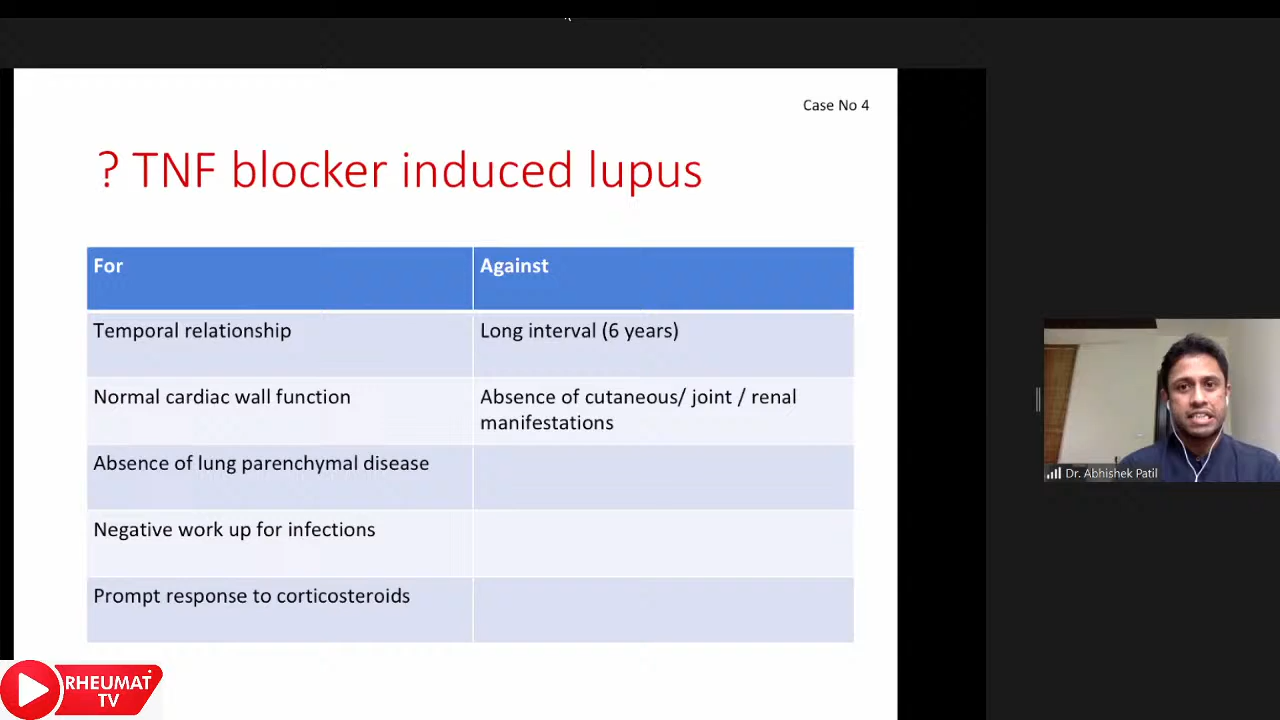 Case No 4
? TNF blocker induced lupus
For
Against
Temporal relationship
Long interval (6 years)
Normal cardiac wall function
Absence of cutaneous/ joint / renal
manifestations
Absence of lung parenchymal disease
Negative work up for infections
Prompt response to corticosteroids
Dr. Abhishek Patil
RHEUMAT
TV